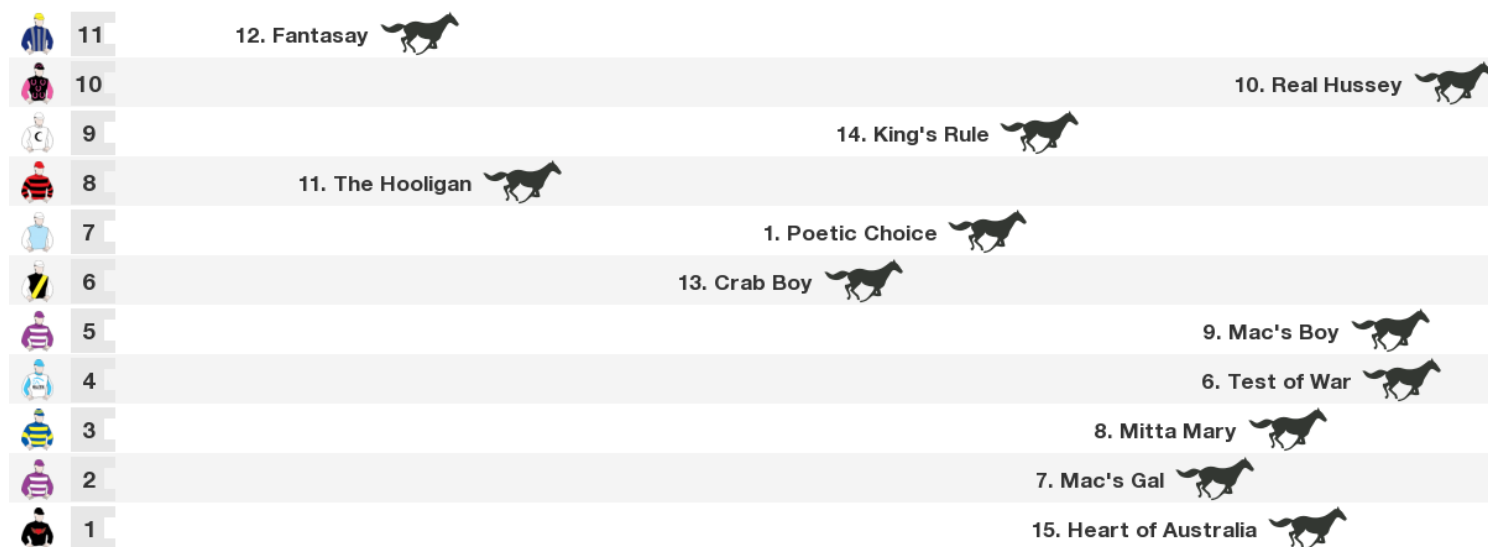 11 12. Fantasay
10 10. Real Hussey
9 14. King's Rule
8 11. The Hooligan
7 1. Poetic Choice
6 13. Crab Boy
5 9. Mac's Boy
4 6. Test of War
3 8. Mitta Mary
2 7. Mac's Gal
1 15. Heart of Australia